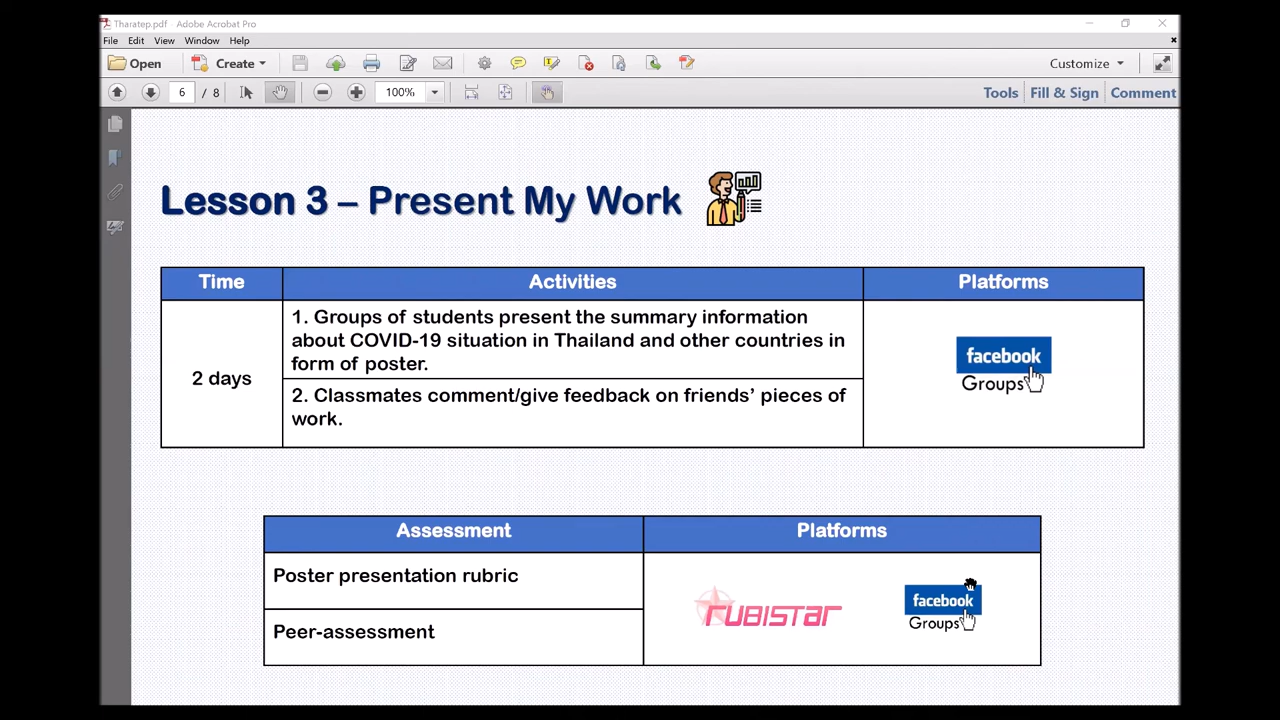 Tharatep.pdf - Adobe Acrobat Pro
File Edit View Window Help
Open Create Customize
6 / 8 100% Tools Fill & Sign Comment
Lesson 3 – Present My Work
Time Activities Platforms
1. Groups of students present the summary information
about COVID-19 situation in Thailand and other countries in
form of poster.
2 days
2. Classmates comment/give feedback on friends' pieces of
work.
facebook
Groups
Assessment Platforms
Poster presentation rubric
Peer-assessment
rubistar
facebook
Groups